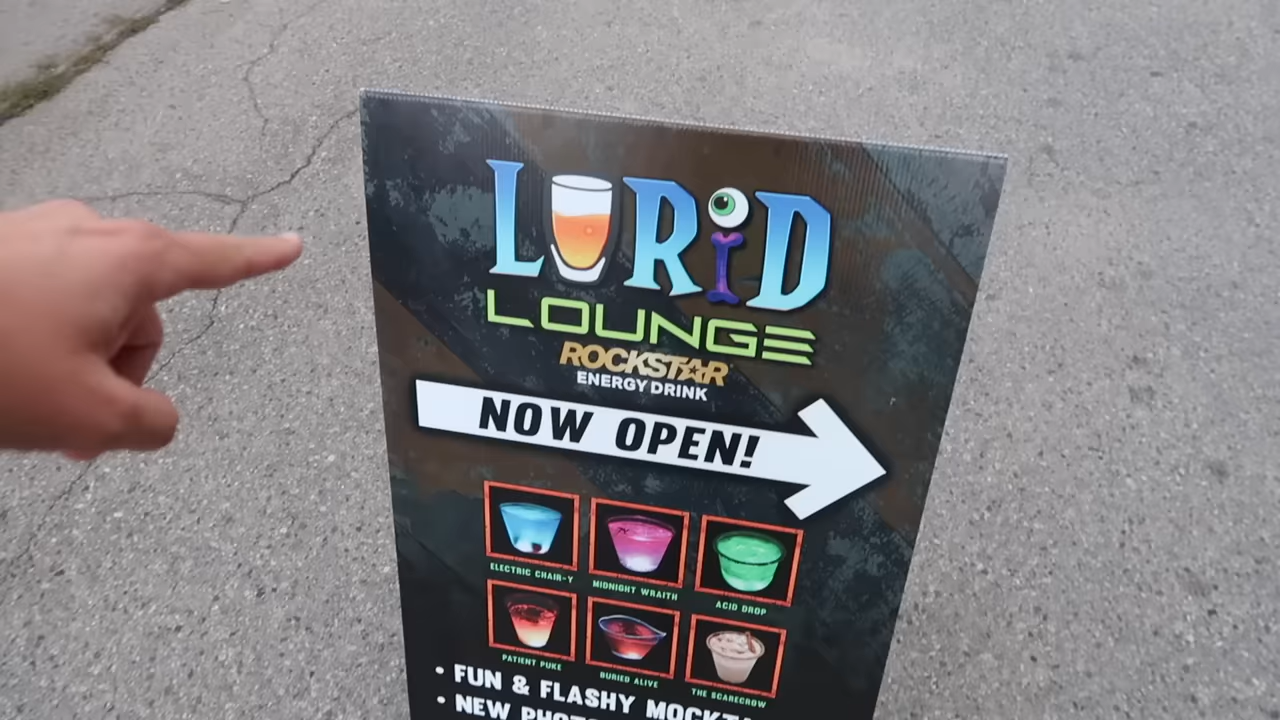 LURiD
LOUNGE
ROCKSTAR
ENERGY DRINK
NOW OPEN!
ELECTRIC CHAIR-Y
MIDNIGHT WRAITH
ACID DROP
PATIENT PUKE
BURIED ALIVE
THE SCARECROW
• FUN & FLASHY
• NEW